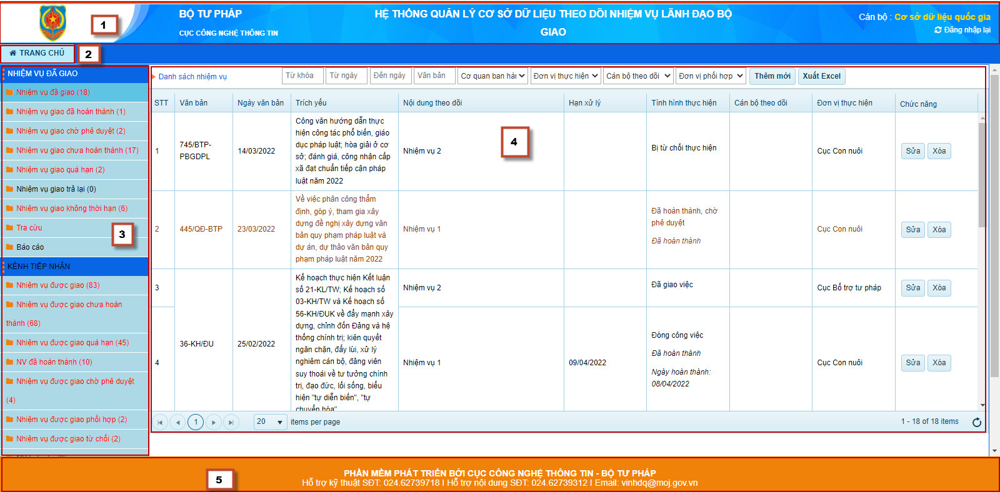 BỘ TƯ PHÁP
CỤC CÔNG NGHỆ THÔNG TIN
HỆ THỐNG QUẢN LÝ CƠ SỞ DỮ LIỆU THEO DÕI NHIỆM VỤ LÃNH ĐẠO BỘ
GIAO
Cán bộ : Cơ sở dữ liệu quốc gia
Đăng nhập lại
1
TRANG CHỦ
2
NHIỆM VỤ ĐÃ GIAO
Nhiệm vụ đã giao (18)
Nhiệm vụ giao đã hoàn thành (1)
Nhiệm vụ giao chờ phê duyệt (2)
Nhiệm vụ giao chưa hoàn thành (17)
Nhiệm vụ giao quá hạn (2)
Nhiệm vụ giao trả lại (0)
Nhiệm vụ giao không thời hạn (6)
Tra cứu
Báo cáo
3
KÊNH TIẾP NHẬN
Nhiệm vụ được giao (83)
Nhiệm vụ được giao chưa hoàn
thành (68)
Nhiệm vụ được giao quá hạn (45)
NV đã hoàn thành (10)
Nhiệm vụ được giao chờ phê duyệt
(4)
Nhiệm vụ được giao phối hợp (2)
Nhiệm vụ được giao từ chối (2)
Danh sách nhiệm vụ
Từ khóa
Từ ngày
Đến ngày
Văn bản
Cơ quan ban hàn
Đơn vị thực hiện
Cán bộ theo dõi
Đơn vị phối hợp
Thêm mới
Xuất Excel
STT
Văn bản
Ngày văn bản
Trích yếu
Nội dung theo dõi
Hạn xử lý
Tình hình thực hiện
Cán bộ theo dõi
Đơn vị thực hiện
Chức năng
4
1
745/BTP-
PBGDPL
14/03/2022
Công văn hướng dẫn thực
hiện công tác phổ biến, giáo
dục pháp luật; hòa giải ở cơ
sở; đánh giá, công nhận cấp
xã đạt chuẩn tiếp cận pháp
luật năm 2022
Nhiệm vụ 2
Bị từ chối thực hiện
Cục Con nuôi
Sửa
Xóa
2
445/QĐ-BTP
23/03/2022
Về việc phân công thẩm
định, góp ý, tham gia xây
dựng đề nghị xây dựng văn
bản quy phạm pháp luật và
dự án, dự thảo văn bản quy
phạm pháp luật năm 2022
Nhiệm vụ 1
Đã hoàn thành, chờ
phê duyệt
Đã hoàn thành
Cục Con nuôi
Sửa
Xóa
3
36-KH/ĐU
25/02/2022
Kế hoạch thực hiện Kết luận
số 21-KL/TW; Kế hoạch số
03-KH/TW và Kế hoạch số
56-KH/ĐUK về đẩy mạnh xây
dựng, chỉnh đốn Đảng và hệ
thống chính trị; kiên quyết
ngăn chặn, đẩy lùi, xử lý
nghiêm cán bộ, đảng viên
suy thoái về tư tưởng chính
trị, đạo đức, lối sống, biểu
hiện "tự diễn biến", "tự
chuyển hóa"
Nhiệm vụ 2
Đã giao việc
Cục Bổ trợ tư pháp
Sửa
Xóa
4
Nhiệm vụ 1
09/04/2022
Đóng công việc
Đã hoàn thành
Ngày hoàn thành:
08/04/2022
Cục Con nuôi
Sửa
Xóa
1
20
items per page
1 - 18 of 18 items
5
PHẦN MỀM PHÁT TRIỂN BỞI CỤC CÔNG NGHỆ THÔNG TIN - BỘ TƯ PHÁP
Hỗ trợ kỹ thuật SĐT: 024.62739718 I Hỗ trợ nội dung SĐT: 024.62739312 I Email: vinhdq@moj.gov.vn